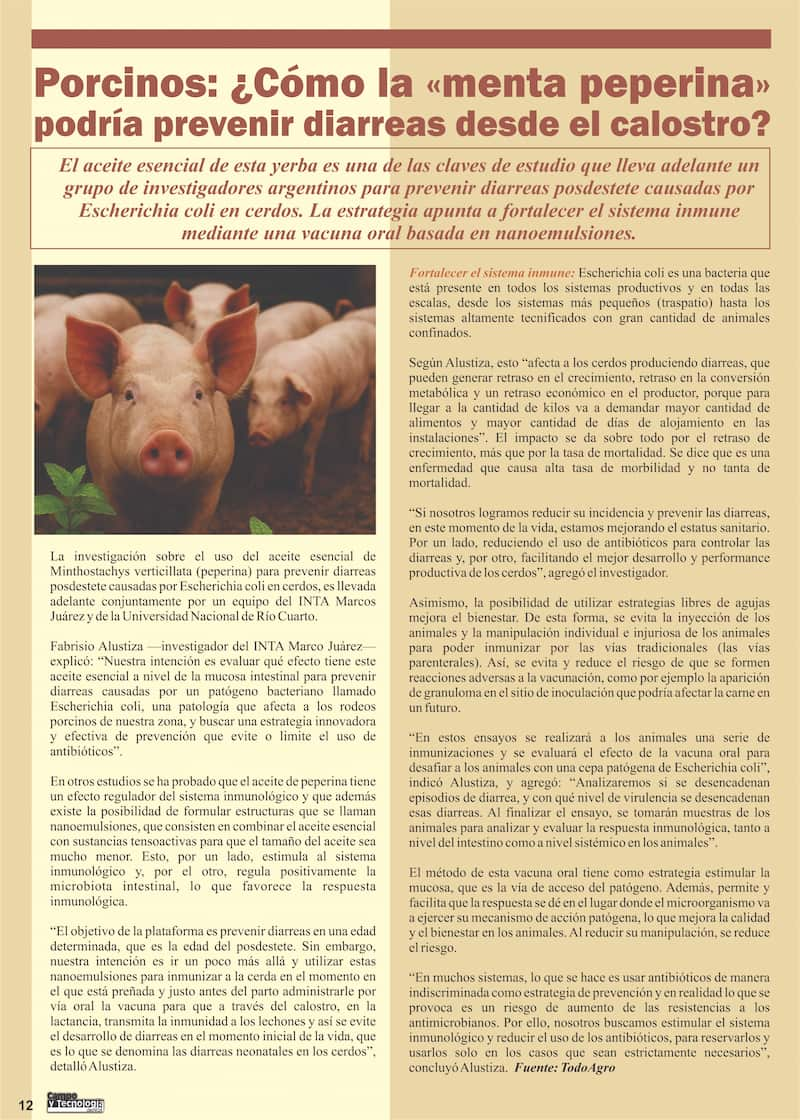 Porcinos: ¿Cómo la «menta peperina»
podría prevenir diarreas desde el calostro?
El aceite esencial de esta yerba es una de las claves de estudio que lleva adelante un
grupo de investigadores argentinos para prevenir diarreas posdestete causadas por
Escherichia coli en cerdos. La estrategia apunta a fortalecer el sistema inmune
mediante una vacuna oral basada en nanoemulsiones.
La investigación sobre el uso del aceite esencial de
Minthostachys verticillata (peperina) para prevenir diarreas
posdestete causadas por Escherichia coli en cerdos, es llevada
adelante conjuntamente por un equipo del INTA Marcos
Juárez y de la Universidad Nacional de Río Cuarto.
Fabrisio Alustiza —investigador del INTA Marco Juárez—
explicó: “Nuestra intención es evaluar qué efecto tiene este
aceite esencial a nivel de la mucosa intestinal para prevenir
diarreas causadas por un patógeno bacteriano llamado
Escherichia coli, una patología que afecta a los rodeos
porcinos de nuestra zona, y buscar una estrategia innovadora
y efectiva de prevención que evite o limite el uso de
antibióticos”.
En otros estudios se ha probado que el aceite de peperina tiene
un efecto regulador del sistema inmunológico y que además
existe la posibilidad de formular estructuras que se llaman
nanoemulsiones, que consisten en combinar el aceite esencial
con sustancias tensoactivas para que el tamaño del aceite sea
mucho menor. Esto, por un lado, estimula al sistema
inmunológico y, por el otro, regula positivamente la
microbiota intestinal, lo que favorece la respuesta
inmunológica.
“El objetivo de la plataforma es prevenir diarreas en una edad
determinada, que es la edad del posdestete. Sin embargo,
nuestra intención es ir un poco más allá y utilizar estas
nanoemulsiones para inmunizar a la cerda en el momento en
el que está preñada y justo antes del parto administrarle por
vía oral la vacuna para que a través del calostro, en la
lactancia, transmita la inmunidad a los lechones y así se evite
el desarrollo de diarreas en el momento inicial de la vida, que
es lo que se denomina las diarreas neonatales en los cerdos”,
detalló Alustiza.
Fortalecer el sistema inmune: Escherichia coli es una bacteria que
está presente en todos los sistemas productivos y en todas las
escalas, desde los sistemas más pequeños (traspatio) hasta los
sistemas altamente tecnificados con gran cantidad de animales
confinados.
Según Alustiza, esto “afecta a los cerdos produciendo diarreas, que
pueden generar retraso en el crecimiento, retraso en la conversión
metabólica y un retraso económico en el productor, porque para
llegar a la cantidad de kilos va a demandar mayor cantidad de
alimentos y mayor cantidad de días de alojamiento en las
instalaciones”. El impacto se da sobre todo por el retraso de
crecimiento, más que por la tasa de mortalidad. Se dice que es una
enfermedad que causa alta tasa de morbilidad y no tanta de
mortalidad.
“Si nosotros logramos reducir su incidencia y prevenir las diarreas,
en este momento de la vida, estamos mejorando el estatus sanitario.
Por un lado, reduciendo el uso de antibióticos para controlar las
diarreas y, por otro, facilitando el mejor desarrollo y performance
productiva de los cerdos”, agregó el investigador.
Asimismo, la posibilidad de utilizar estrategias libres de agujas
mejora el bienestar. De esta forma, se evita la inyección de los
animales y la manipulación individual e injuriosa de los animales
para poder inmunizar por las vías tradicionales (las vías
parenterales). Así, se evita y reduce el riesgo de que se formen
reacciones adversas a la vacunación, como por ejemplo la aparición
de granuloma en el sitio de inoculación que podría afectar la carne en
un futuro.
“En estos ensayos se realizará a los animales una serie de
inmunizaciones y se evaluará el efecto de la vacuna oral para
desafiar a los animales con una cepa patógena de Escherichia coli”,
indicó Alustiza, y agregó: “Analizaremos si se desencadenan
episodios de diarrea, y con qué nivel de virulencia se desencadenan
esas diarreas. Al finalizar el ensayo, se tomarán muestras de los
animales para analizar y evaluar la respuesta inmunológica, tanto a
nivel del intestino como a nivel sistémico en los animales”.
El método de esta vacuna oral tiene como estrategia estimular la
mucosa, que es la vía de acceso del patógeno. Además, permite y
facilita que la respuesta se dé en el lugar donde el microorganismo va
a ejercer su mecanismo de acción patógena, lo que mejora la calidad
y el bienestar en los animales. Al reducir su manipulación, se reduce
el riesgo.
“En muchos sistemas, lo que se hace es usar antibióticos de manera
indiscriminada como estrategia de prevención y en realidad lo que se
provoca es un riesgo de aumento de las resistencias a los
antimicrobianos. Por ello, nosotros buscamos estimular el sistema
inmunológico y reducir el uso de los antibióticos, para reservarlos y
usarlos solo en los casos que sean estrictamente necesarios”,
concluyó Alustiza. Fuente: TodoAgro
12
Campo
y Tecnología